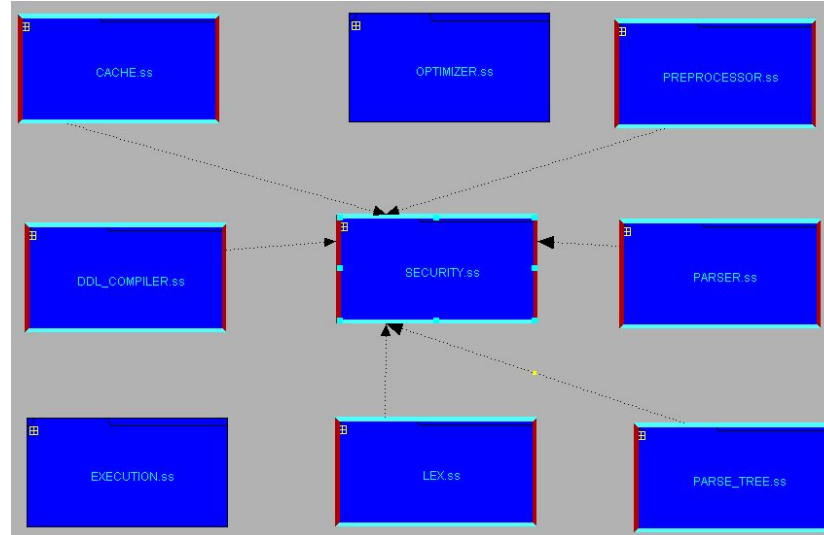 CACHE.ss
OPTIMIZER.ss
PREPROCESSOR.ss
DDL_COMPILER.ss
SECURITY.ss
PARSER.ss
EXECUTION.ss
LEX.ss
PARSE_TREE.ss